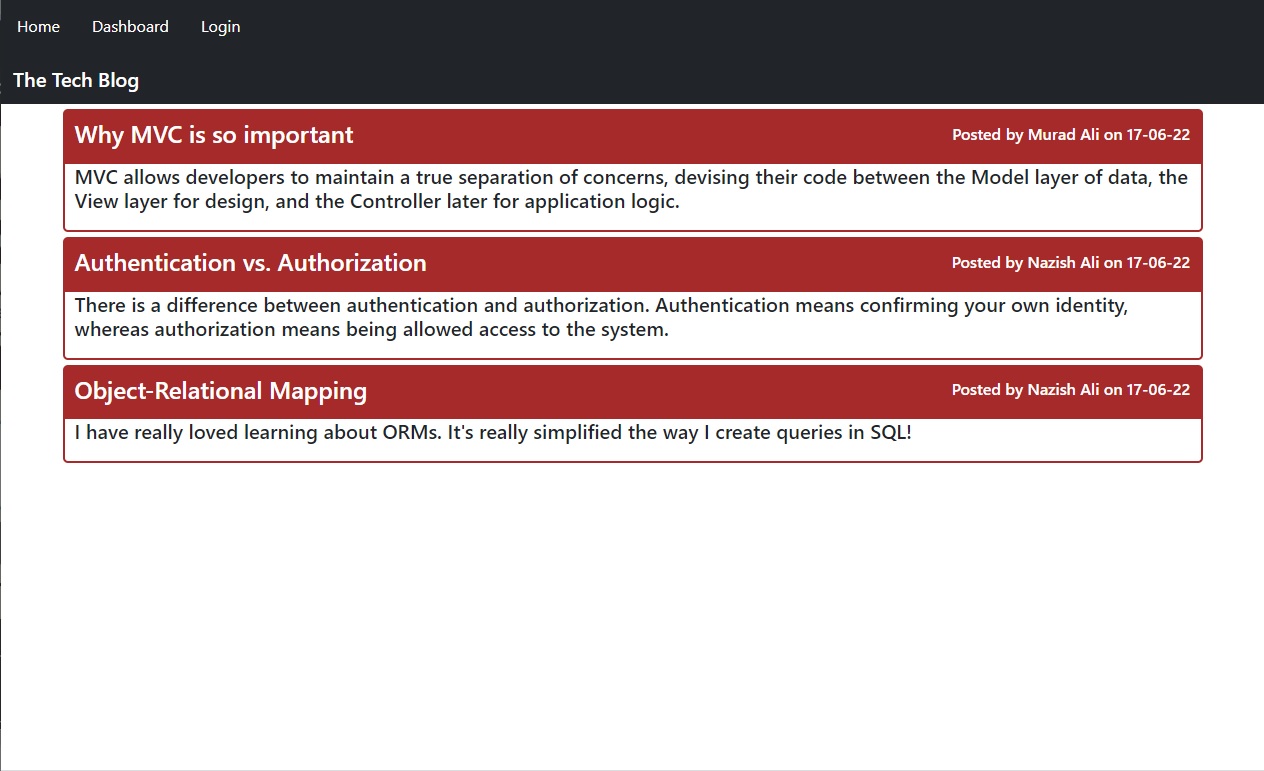 Home Dashboard Login
The Tech Blog
Why MVC is so important Posted by Murad Ali on 17-06-22
MVC allows developers to maintain a true separation of concerns, devising their code between the Model layer of data, the
View layer for design, and the Controller later for application logic.
Authentication vs. Authorization Posted by Nazish Ali on 17-06-22
There is a difference between authentication and authorization. Authentication means confirming your own identity,
whereas authorization means being allowed access to the system.
Object-Relational Mapping Posted by Nazish Ali on 17-06-22
I have really loved learning about ORMs. It's really simplified the way I create queries in SQL!